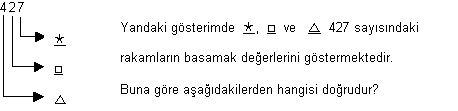 427
Yandaki gösterimde *, □ ve △ 427 sayısındaki
rakamların basamak değerlerini göstermektedir.
Buna göre aşağıdakilerden hangisi doğrudur?
*
□
△